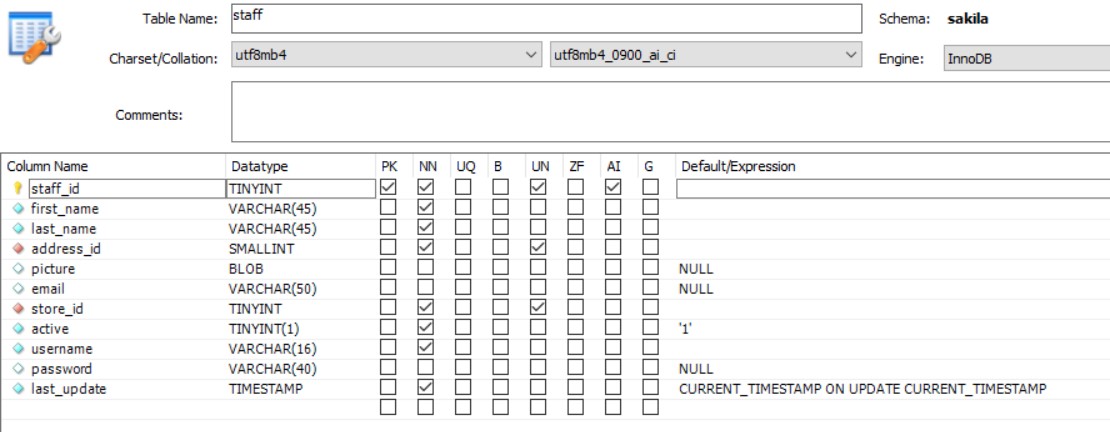 Table Name: staff Schema: sakila
Charset/Collation: utf8mb4 utf8mb4_0900_ai_ci Engine: InnoDB
Comments:
Column Name Datatype PK NN UQ B UN ZF AI G Default/Expression
staff_id TINYINT
first_name VARCHAR(45)
last_name VARCHAR(45)
address_id SMALLINT
picture BLOB NULL
email VARCHAR(50) NULL
store_id TINYINT
active TINYINT(1) '1'
username VARCHAR(16)
password VARCHAR(40) NULL
last_update TIMESTAMP CURRENT_TIMESTAMP ON UPDATE CURRENT_TIMESTAMP